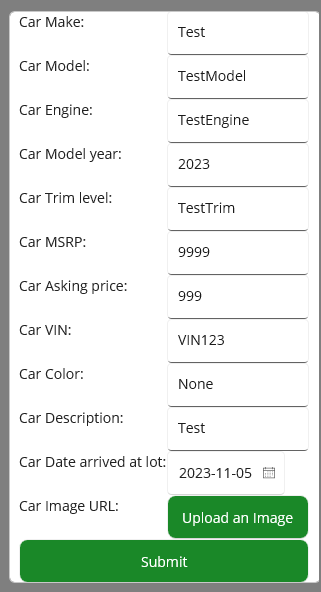 Car Make: Test
Car Model: TestModel
Car Engine: TestEngine
Car Model year: 2023
Car Trim level: TestTrim
Car MSRP: 9999
Car Asking price: 999
Car VIN: VIN123
Car Color: None
Car Description: Test
Car Date arrived at lot: 2023-11-05
Car Image URL: Upload an Image
Submit